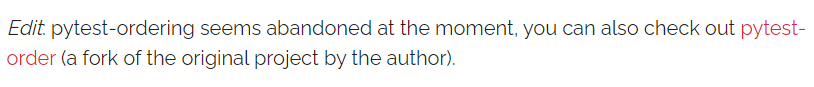 Edit: pytest-ordering seems abandoned at the moment, you can also check out pytest-
order (a fork of the original project by the author).